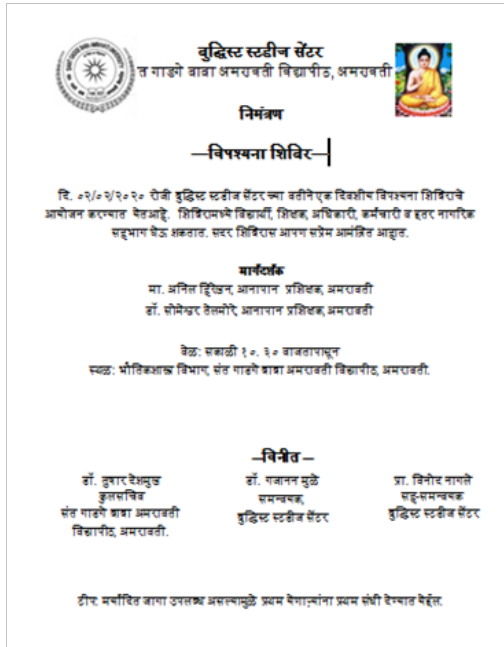 बुद्धिस्ट स्टडीज सेंटर
त गाडगे बाबा अमरावती विद्यापीठ, अमरावती
निमंत्रण
—विपश्यना शिबिर—
दि. ०२/०२/२०२० रोजी बुद्धिस्ट स्टडीज सेंटरच्या वतीने एक दिवशीय विपश्यना शिबिराचे
आयोजन करण्यात येतआहे. शिबिरामध्ये विद्यार्थी, शिक्षक, अधिकारी, कर्मचारी व इतर नागरिक
सहभाग घेऊ शकतात. सदर शिबिरास आपण सप्रेम आमंत्रित आहात.
मार्गदर्शक
मा. अनिल आनापान प्रशिक्षक, अमरावती
डॉ. सोमेश्वर तेलमोरे, आनापान प्रशिक्षक, अमरावती
वेळ: सकाळी १०.३० वाजतापासून
स्थळ: भौतिकशास्त्र विभाग, संत गाडगे बाबा अमरावती विद्यापीठ, अमरावती.
—विनीत—
डॉ. तुषार देशमुख
कुलसचिव
संत गाडगे बाबा अमरावती
विद्यापीठ, अमरावती.
डॉ. गजानन मुळे
समन्वयक,
बुद्धिस्ट स्टडीज सेंटर
प्रा. विनोद नागले
सह-समन्वयक
बुद्धिस्ट स्टडीज सेंटर
टीप: मर्यादित जागा उपलब्ध असल्यामुळे प्रथम येणाऱ्यांना प्रथम संधी देण्यात येईल.